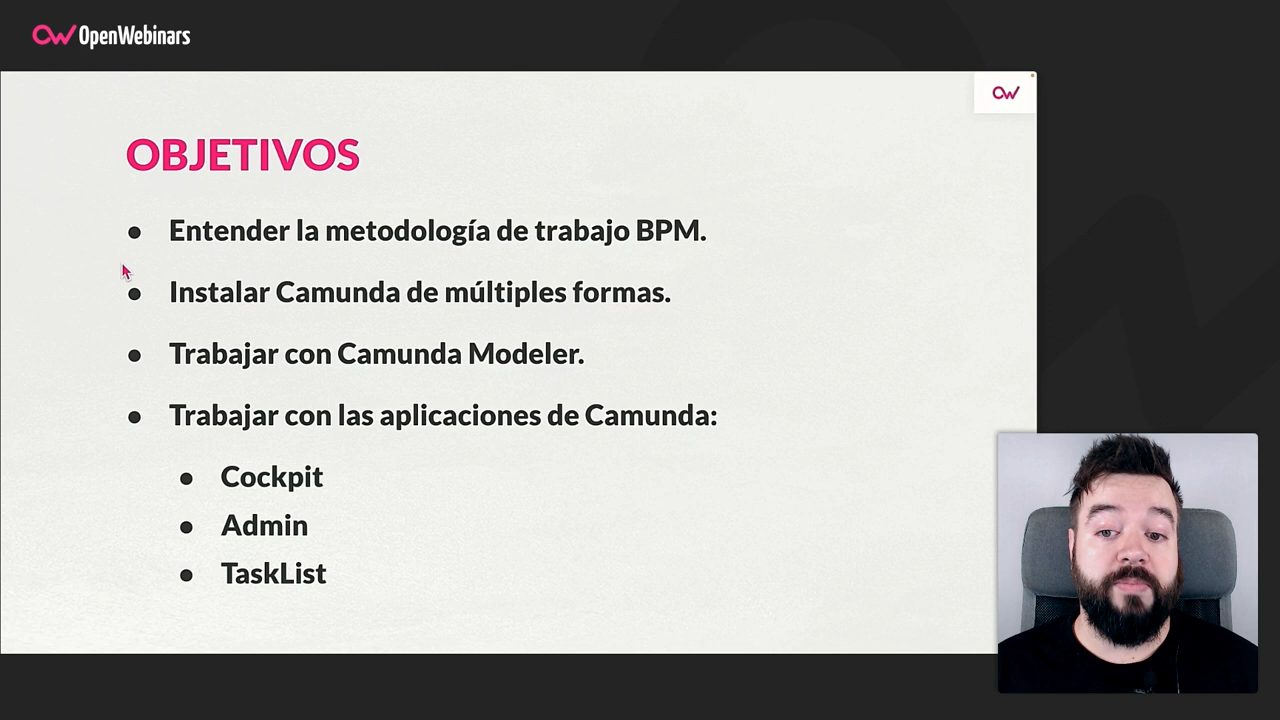 OpenWebinars
OBJETIVOS
● Entender la metodología de trabajo BPM.
● Instalar Camunda de múltiples formas.
● Trabajar con Camunda Modeler.
● Trabajar con las aplicaciones de Camunda:
● Cockpit
● Admin
● TaskList